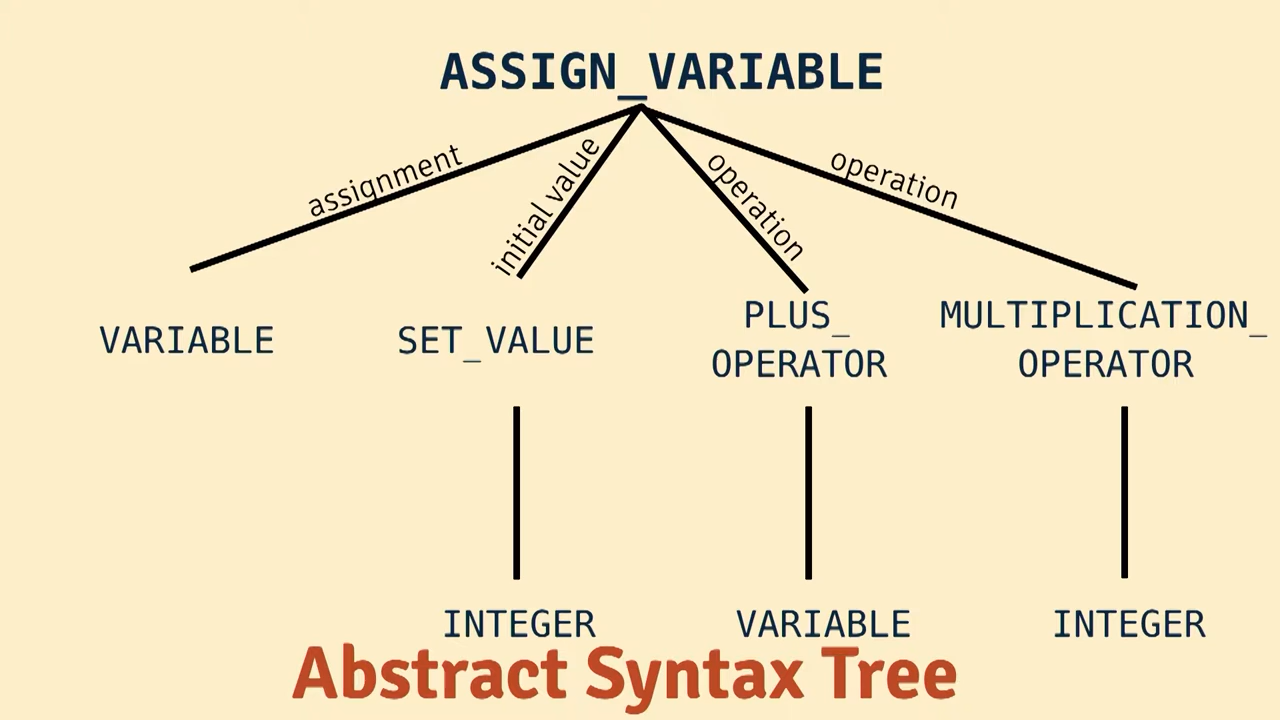 ASSIGN_VARIABLE
assignment
initial value
operation
operation
VARIABLE
SET_VALUE
PLUS_
OPERATOR
MULTIPLICATION_
OPERATOR
INTEGER
VARIABLE
INTEGER
Abstract Syntax Tree